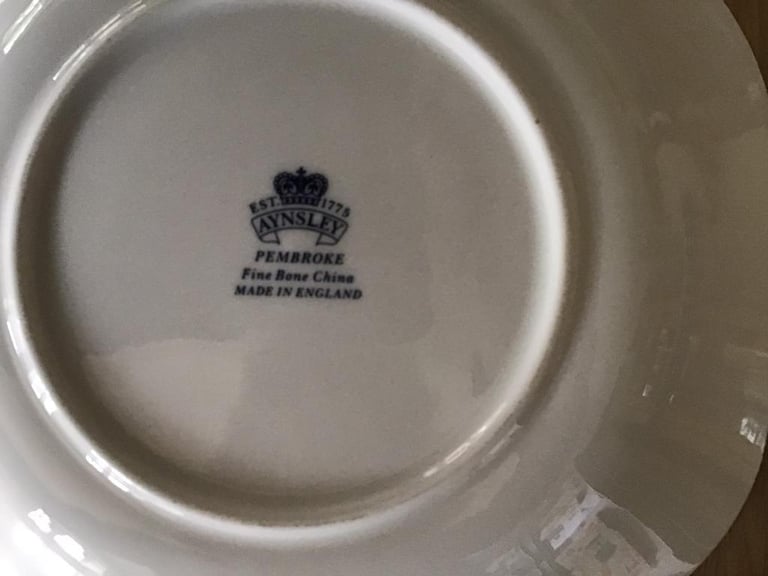 EST. 1775
AYNSLEY
PEMBROKE
Fine Bone China
MADE IN ENGLAND